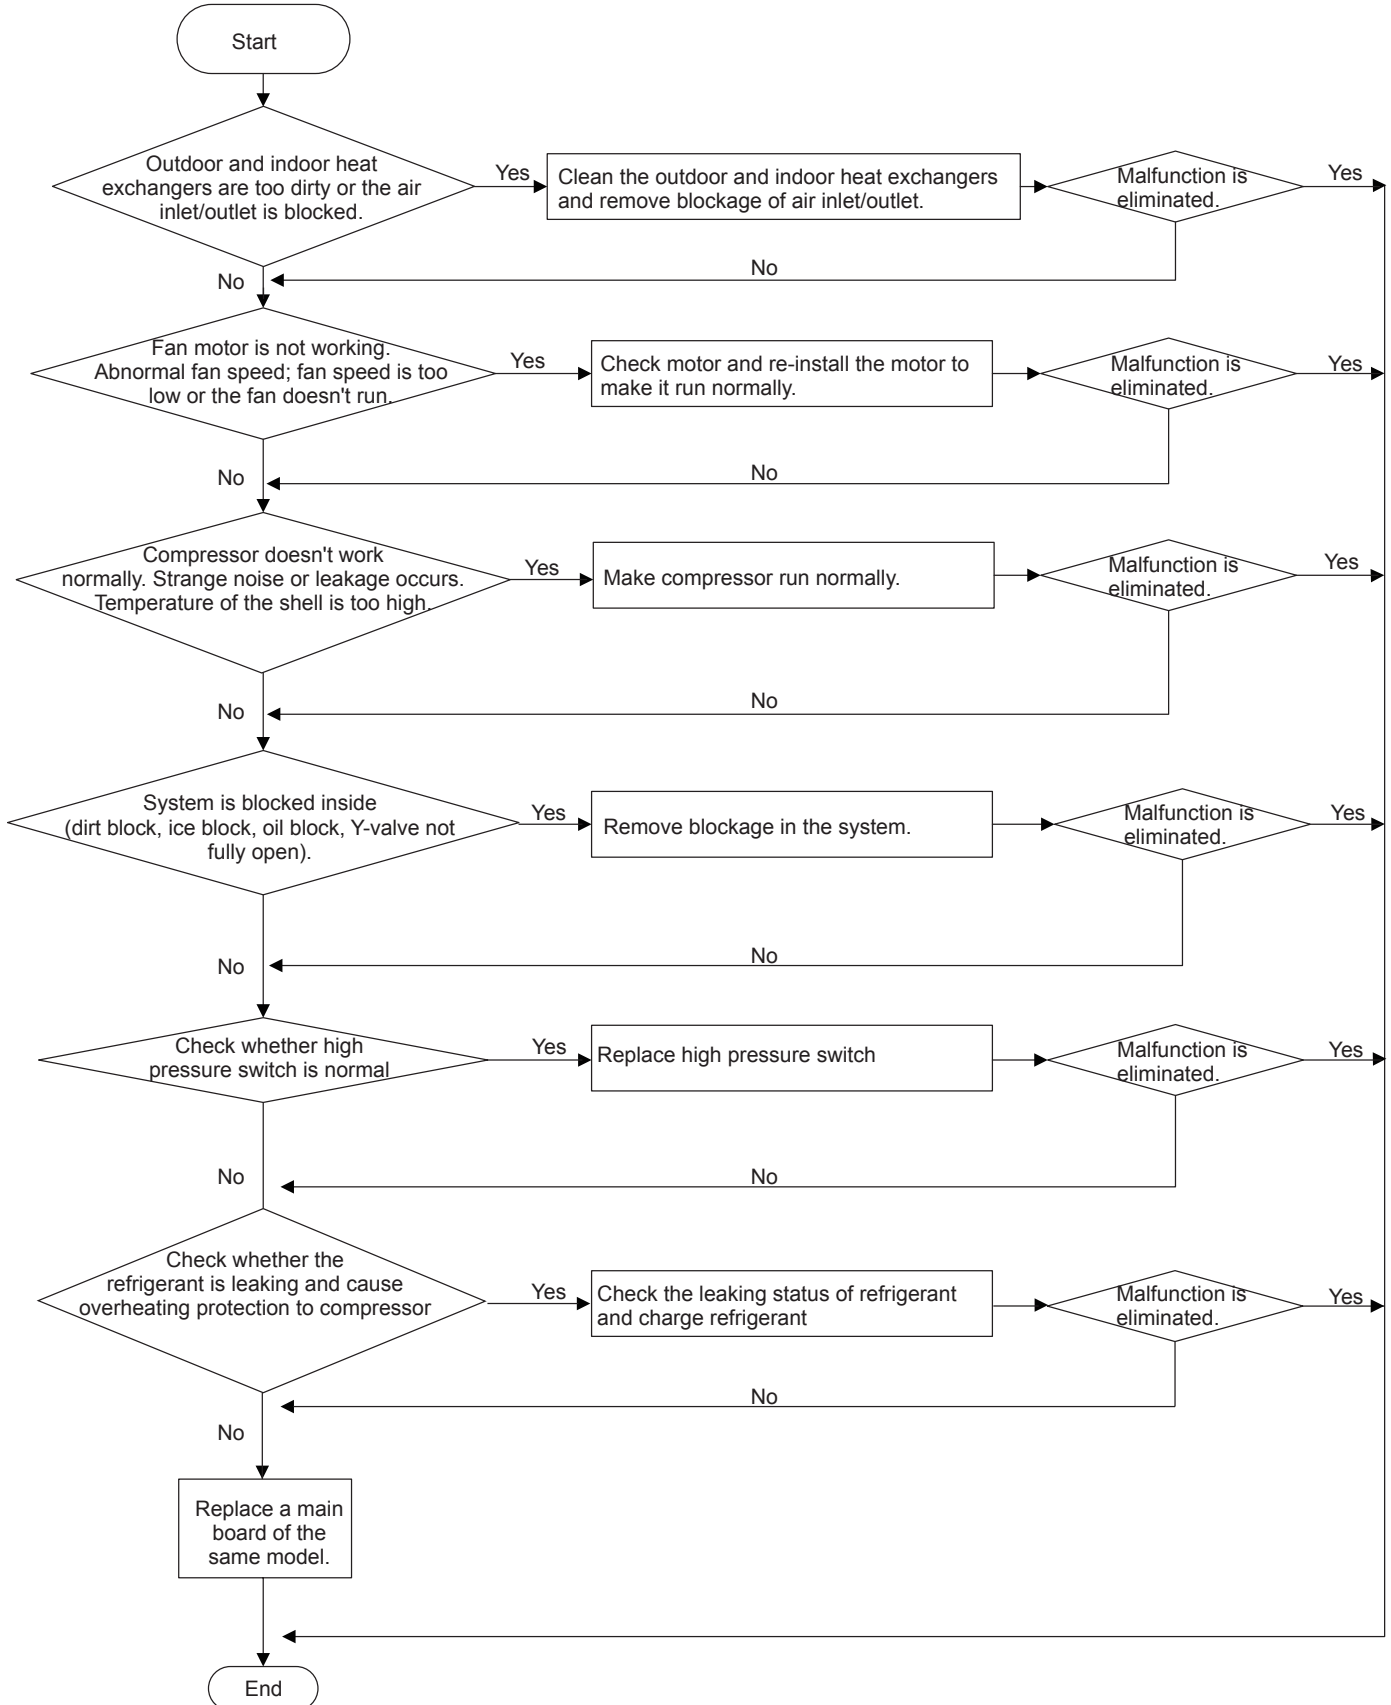 Start
Outdoor and indoor heat
exchangers are too dirty or the air
inlet/outlet is blocked.
Yes
Clean the outdoor and indoor heat exchangers
and remove blockage of air inlet/outlet.
Malfunction is
eliminated.
Yes
No
No
Fan motor is not working.
Abnormal fan speed; fan speed is too
low or the fan doesn't run.
Yes
Check motor and re-install the motor to
make it run normally.
Malfunction is
eliminated.
Yes
No
No
Compressor doesn't work
normally. Strange noise or leakage occurs.
Temperature of the shell is too high.
Yes
Make compressor run normally.
Malfunction is
eliminated.
Yes
No
No
System is blocked inside
(dirt block, ice block, oil block, Y-valve not
fully open).
Yes
Remove blockage in the system.
Malfunction is
eliminated.
Yes
No
No
Check whether high
pressure switch is normal
Yes
Replace high pressure switch
Malfunction is
eliminated.
Yes
No
No
Check whether the
refrigerant is leaking and cause
overheating protection to compressor
Yes
Check the leaking status of refrigerant
and charge refrigerant
Malfunction is
eliminated.
Yes
No
No
Replace a main
board of the
same model.
End